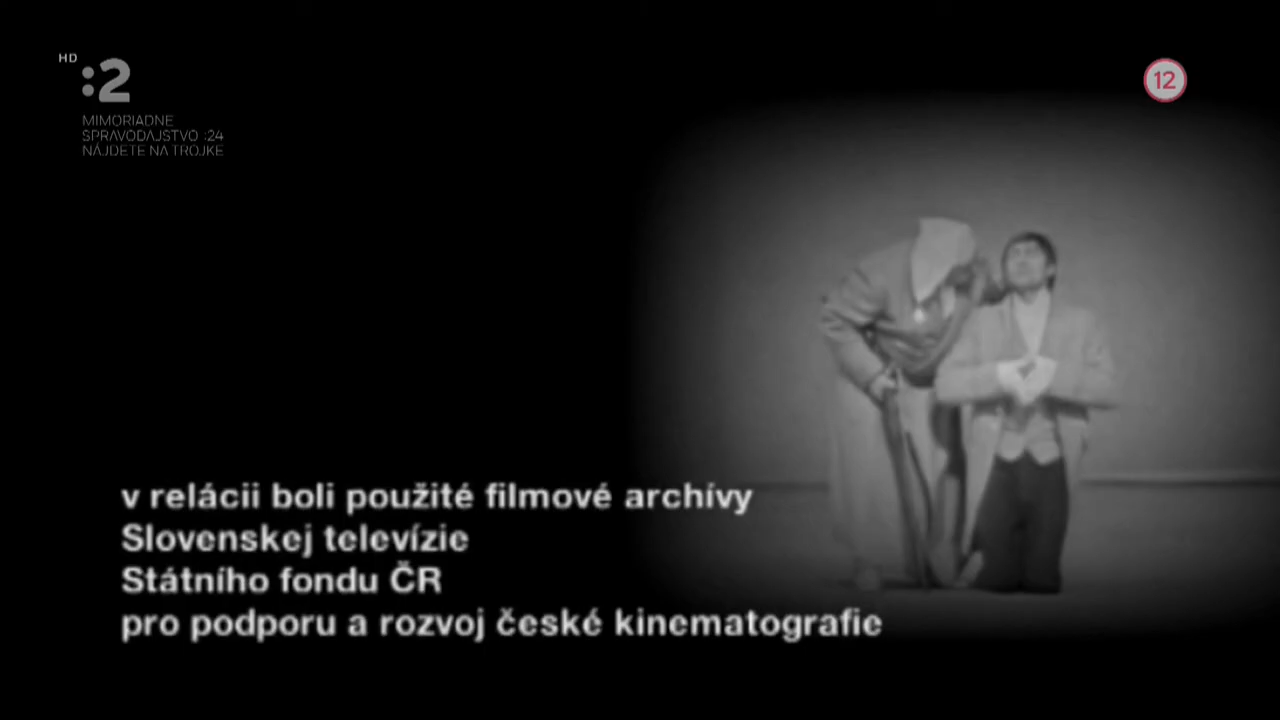 HD
:2
MIMORIADNE
SPRAVODAJSTVO :24
NÁJDETE NA TROJKE
12
v relácii boli použité filmové archívy
Slovenskej televízie
Státního fondu ČR
pro podporu a rozvoj české kinematografie